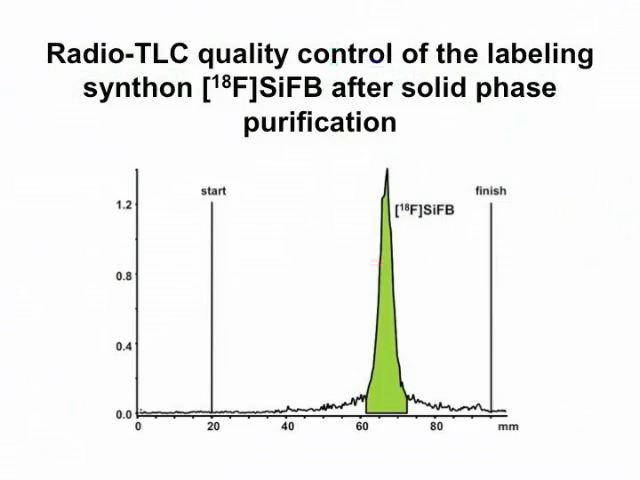 Radio-TLC quality control of the labeling
synthon [¹⁸F]SiFB after solid phase
purification
start
finish
[¹⁸F]SiFB
1.2
0.8
0.4
0.0
0 20 40 60 80 mm